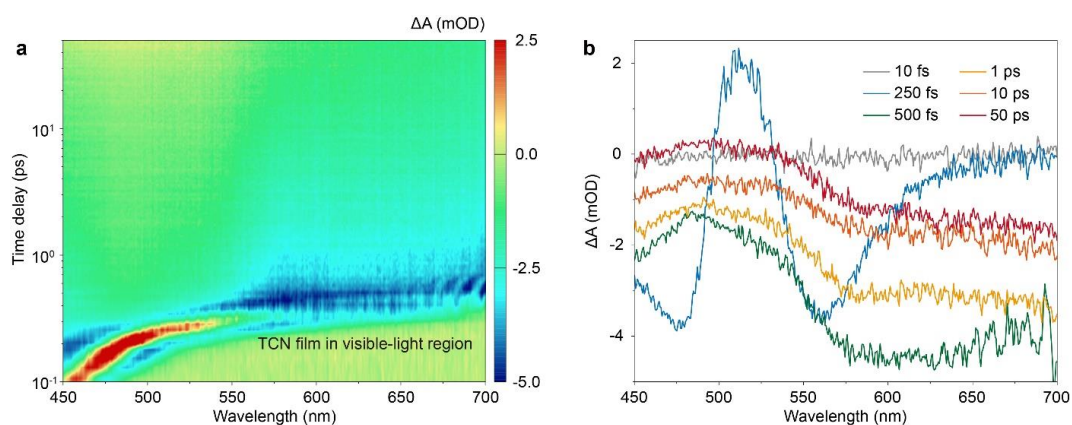 ΔA (mOD)
a
2.5
0.0
-2.5
-5.0
Time delay (ps)
10¹
10⁰
10⁻¹
TCN film in visible-light region
450 500 550 600 650 700
Wavelength (nm)
b
ΔA (mOD)
2
0
-2
-4
10 fs 1 ps
250 fs 10 ps
500 fs 50 ps
450 500 550 600 650 700
Wavelength (nm)